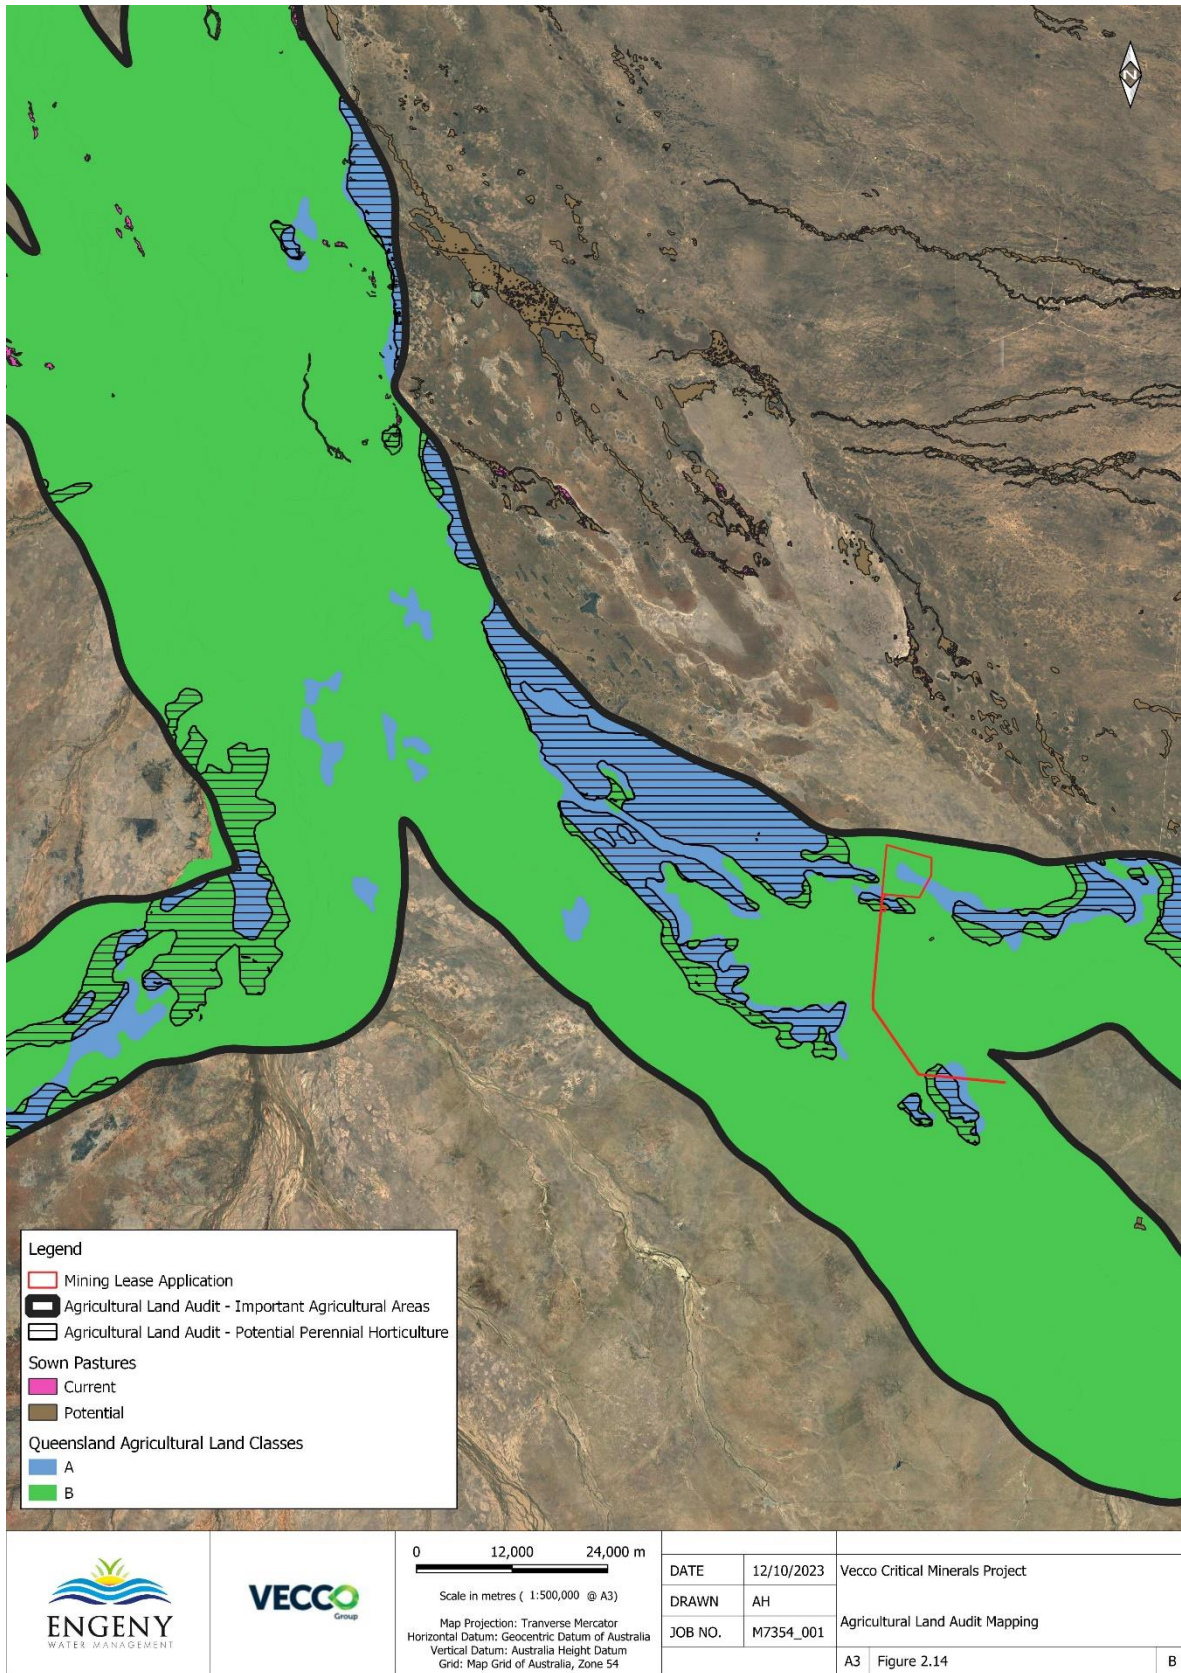 N
Legend
Mining Lease Application
Agricultural Land Audit - Important Agricultural Areas
Agricultural Land Audit - Potential Perennial Horticulture
Sown Pastures
Current
Potential
Queensland Agricultural Land Classes
A
B
ENGENY
WATER MANAGEMENT
VECCO
Group
0 12,000 24,000 m
Scale in metres ( 1:500,000 @ A3)
Map Projection: Tranverse Mercator
Horizontal Datum: Geocentric Datum of Australia
Vertical Datum: Australia Height Datum
Grid: Map Grid of Australia, Zone 54
DATE 12/10/2023
DRAWN AH
JOB NO. M7354_001
Vecco Critical Minerals Project
Agricultural Land Audit Mapping
A3 Figure 2.14 B